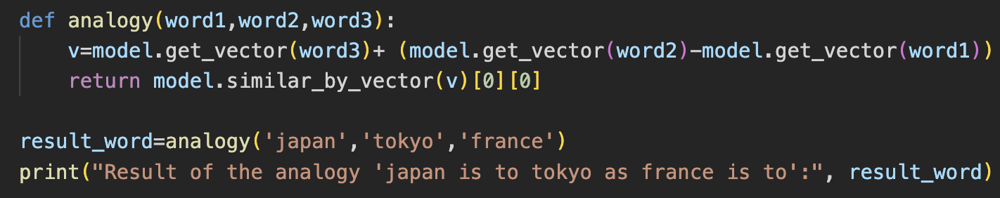 def analogy(word1,word2,word3):
    v=model.get_vector(word3)+ (model.get_vector(word2)-model.get_vector(word1))
    return model.similar_by_vector(v)[0][0]

result_word=analogy('japan','tokyo','france')
print("Result of the analogy 'japan is to tokyo as france is to':", result_word)